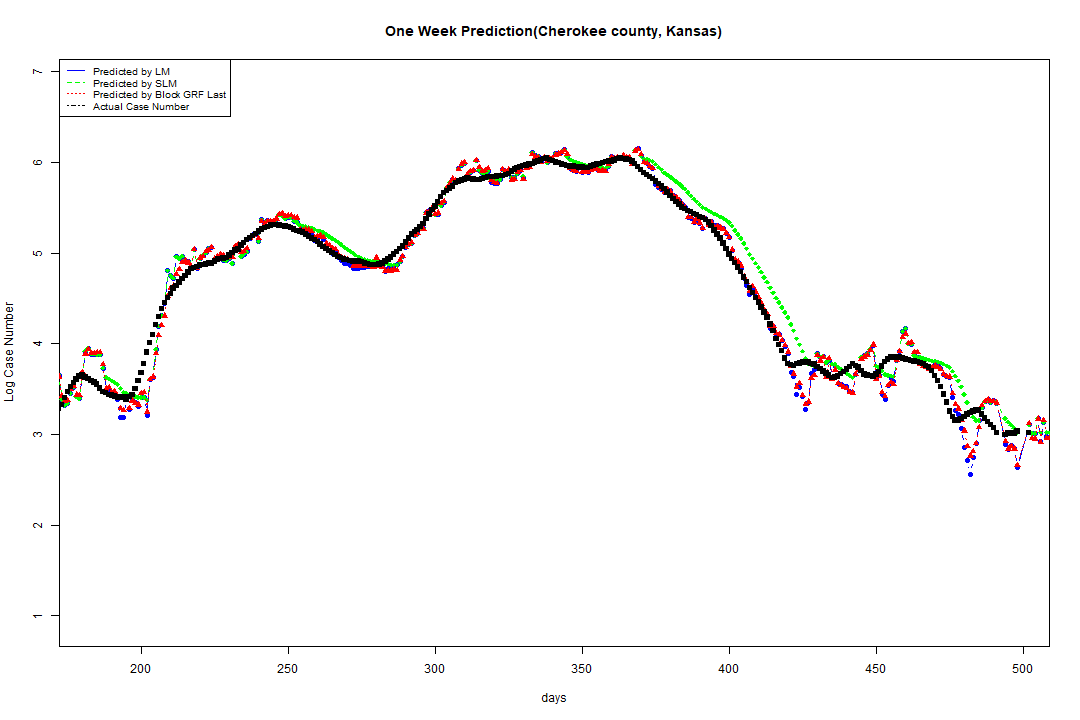 One Week Prediction(Cherokee county, Kansas)
Predicted by LM
Predicted by SLM
Predicted by Block GRF Last
Actual Case Number
7
6
5
4
3
2
1
Log Case Number
200 250 300 350 400 450 500
days